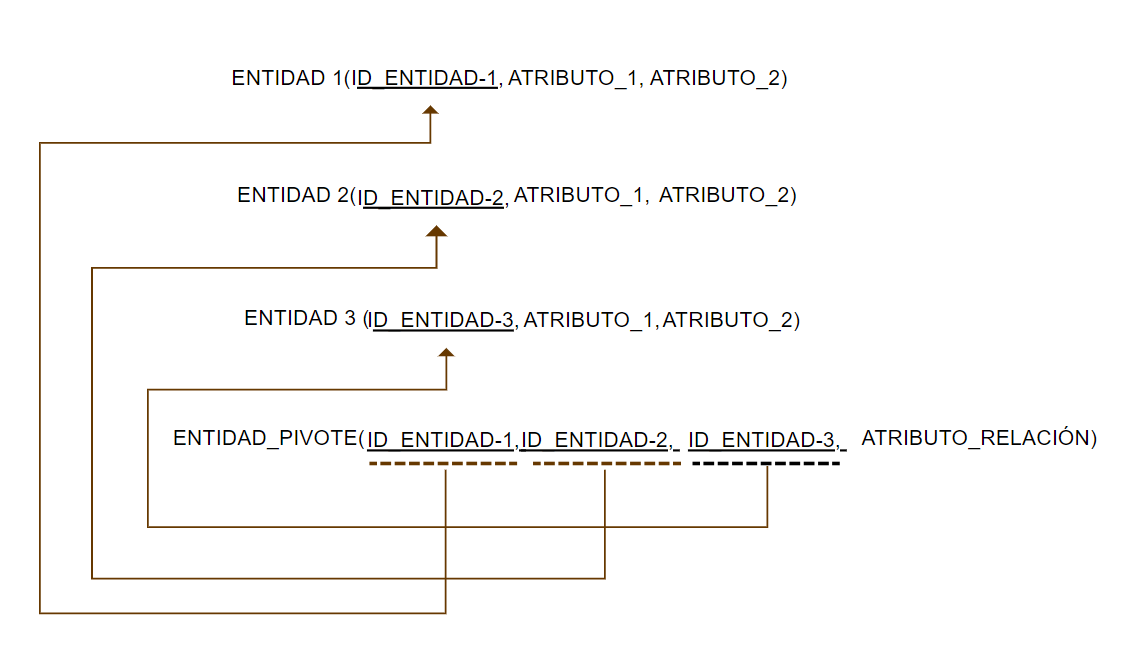 ENTIDAD 1(ID_ENTIDAD-1, ATRIBUTO_1, ATRIBUTO_2)
ENTIDAD 2(ID_ENTIDAD-2, ATRIBUTO_1, ATRIBUTO_2)
ENTIDAD 3 (ID_ENTIDAD-3, ATRIBUTO_1, ATRIBUTO_2)
ENTIDAD_PIVOTE(ID_ENTIDAD-1, ID_ENTIDAD-2, ID_ENTIDAD-3, ATRIBUTO_RELACIÓN)